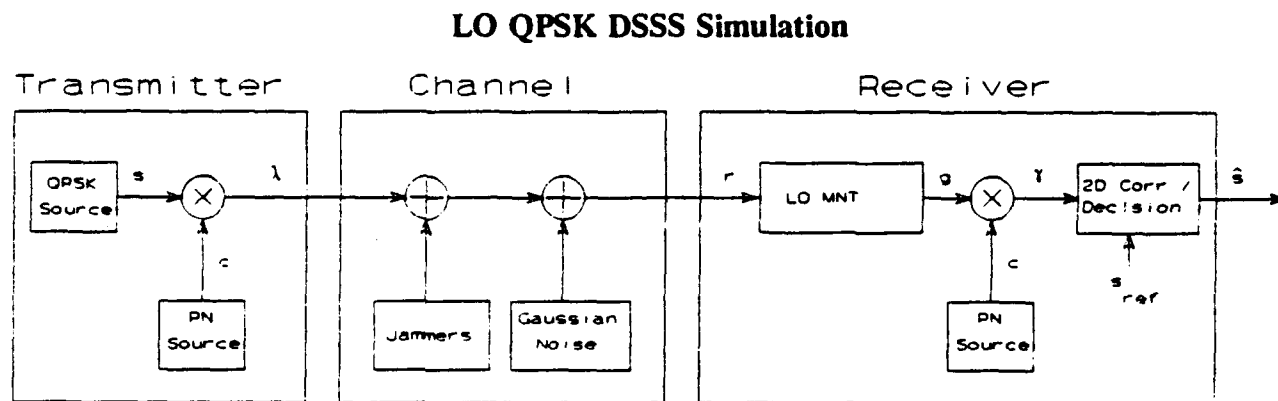 LO QPSK DSSS Simulation
Transmitter
Channel
Receiver
QPSK
Source
s
λ
c
PN
Source
Jammers
Gaussian
Noise
r
LO MNT
g
γ
c
PN
Source
2D Corr /
Decision
ŝ
s
ref